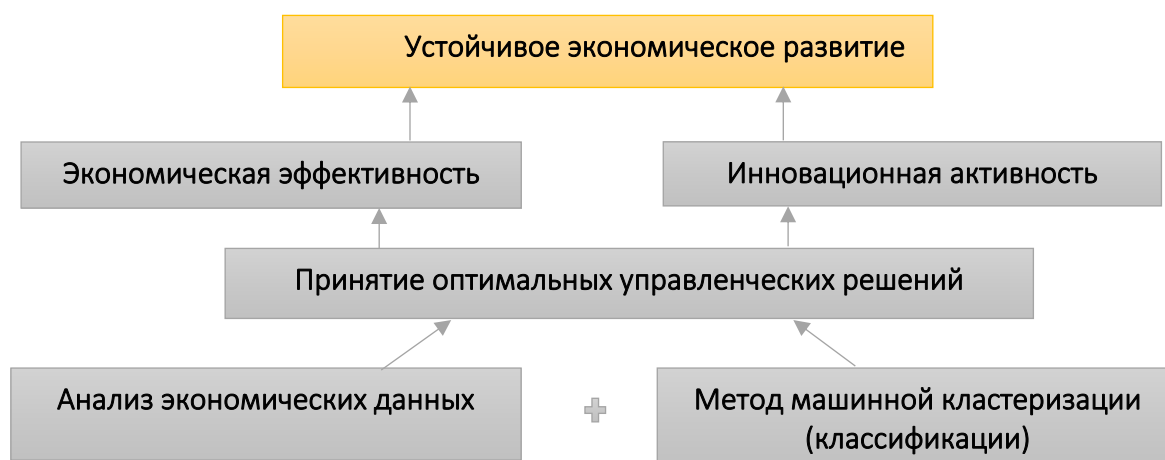 Устойчивое экономическое развитие
Экономическая эффективность
Инновационная активность
Принятие оптимальных управленческих решений
Анализ экономических данных
Метод машинной кластеризации
(классификации)